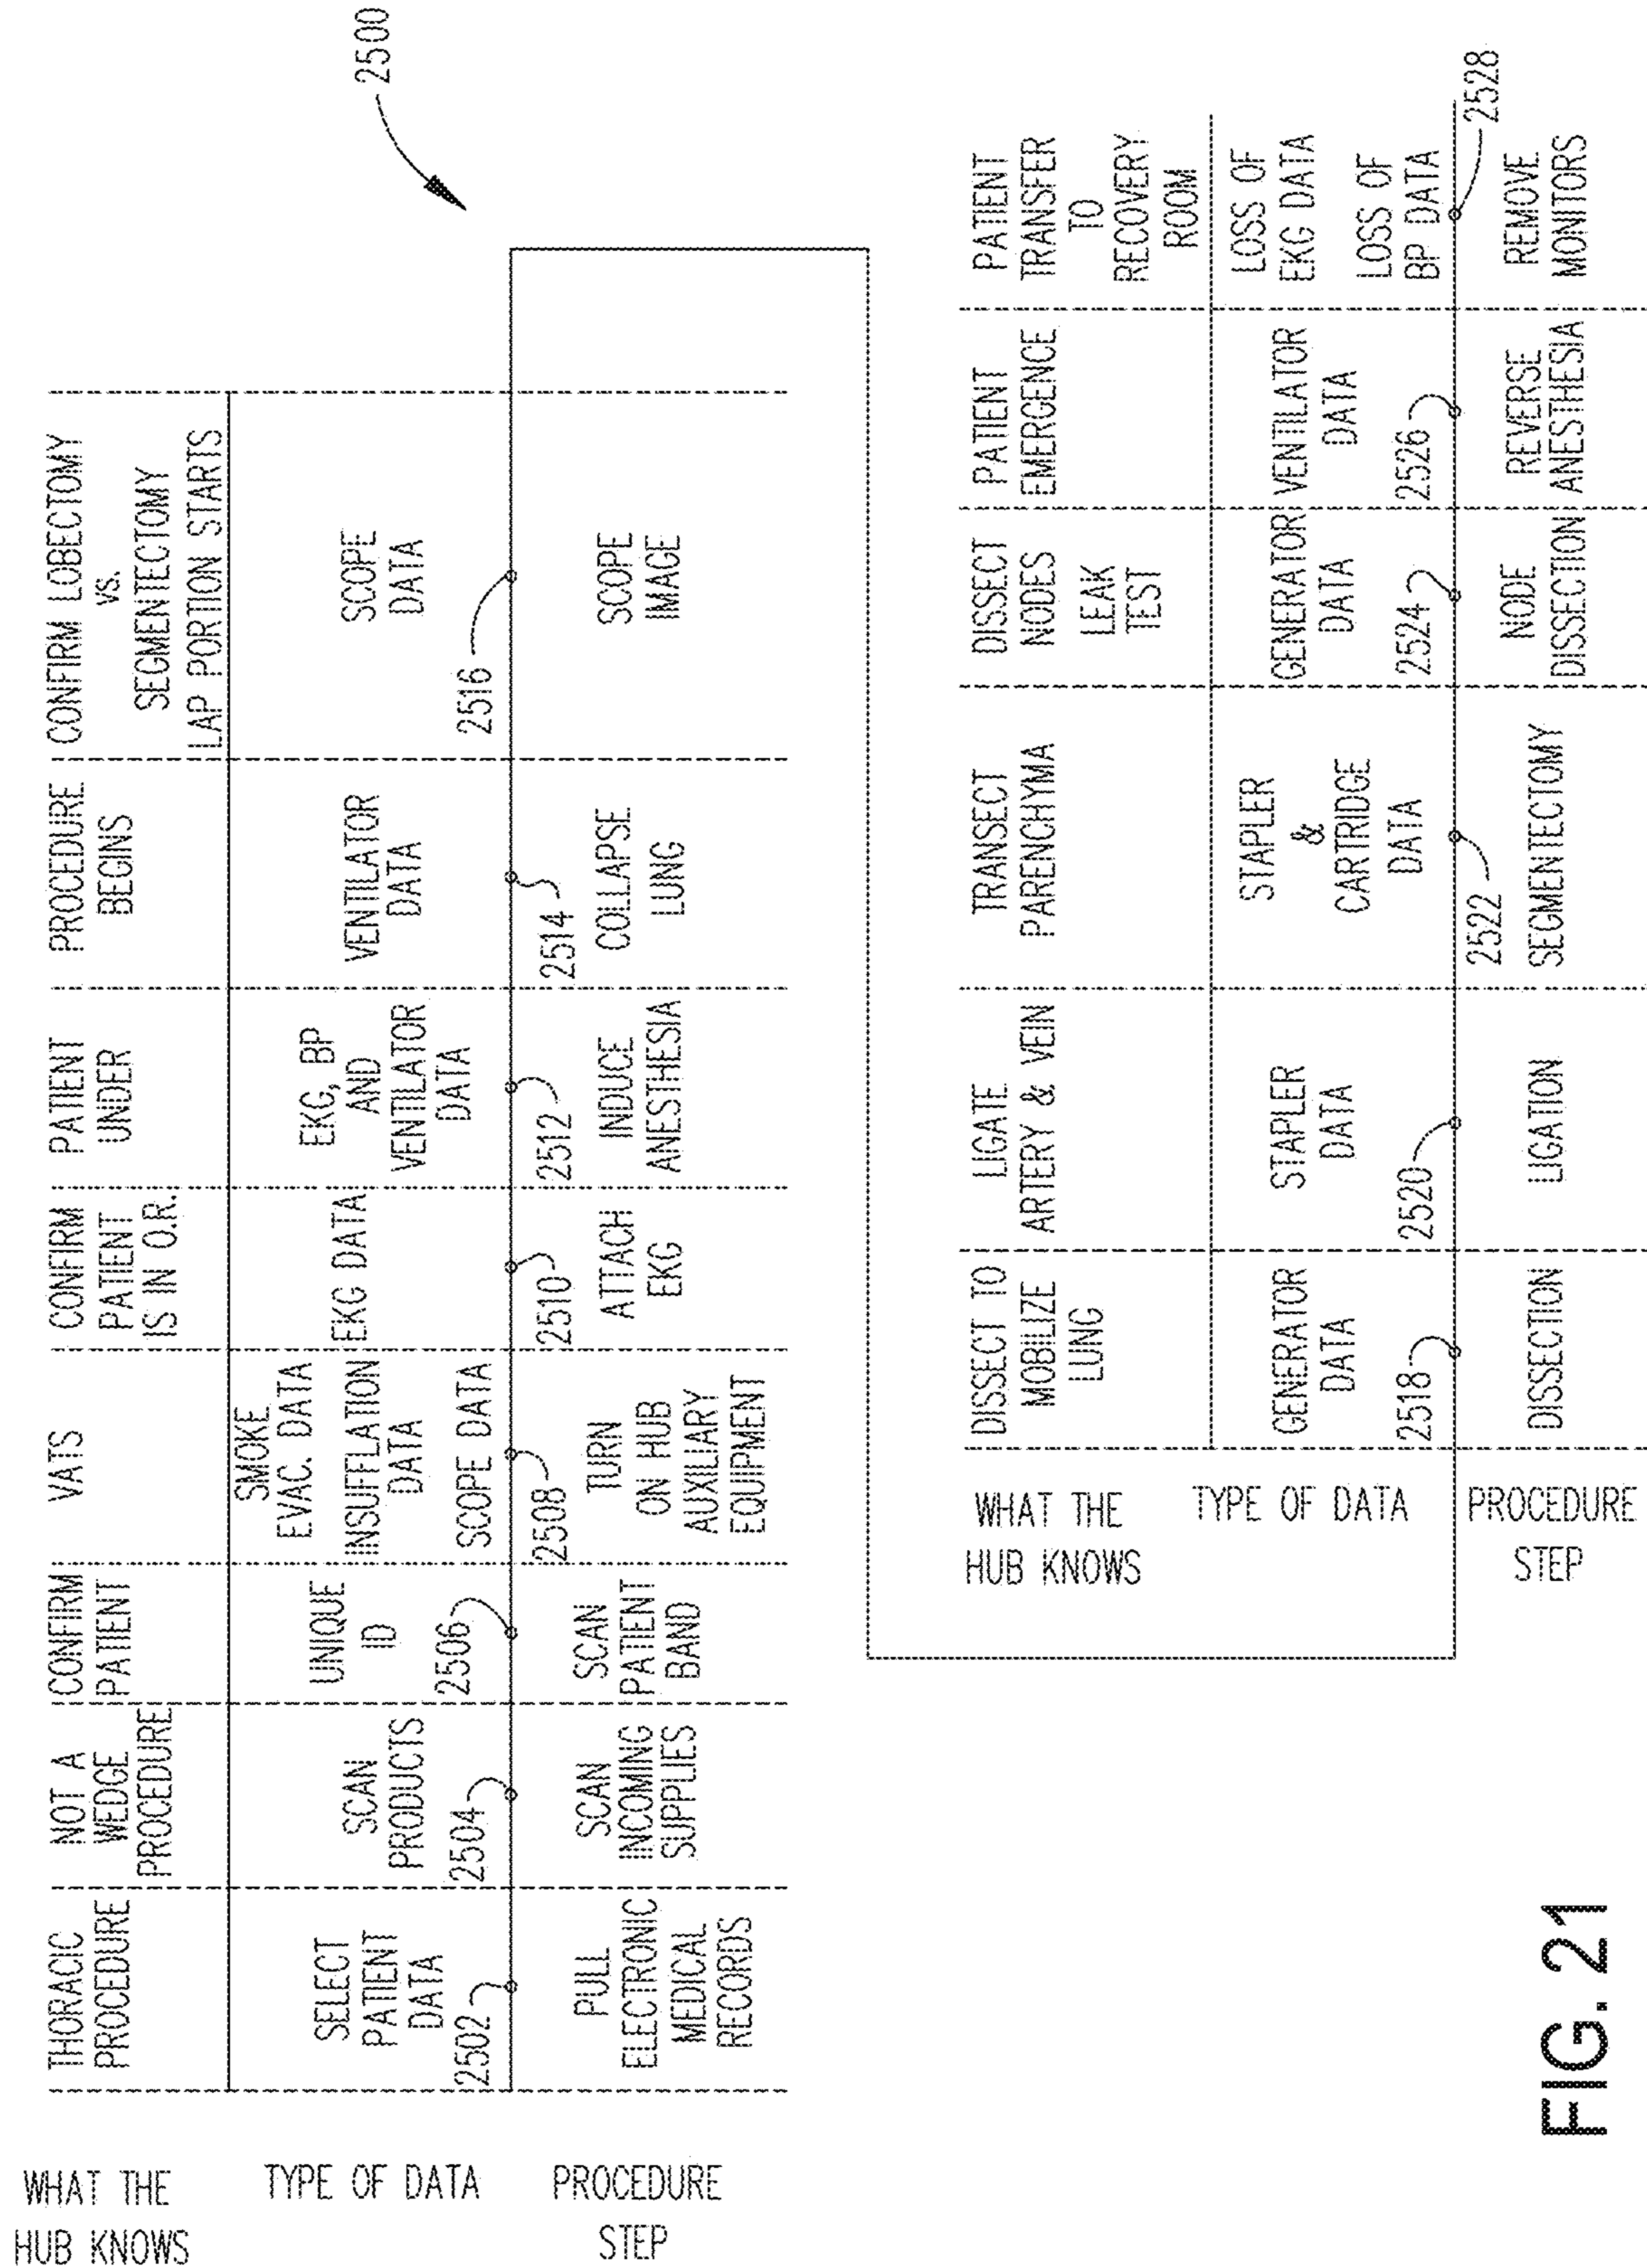 2500
WHAT THE
HUB KNOWS
THORACIC
PROCEDURE
NOT A
WEDGE
PROCEDURE
CONFIRM
PATIENT
VATS
CONFIRM
PATIENT
IS IN O.R.
PATIENT
UNDER
PROCEDURE
BEGINS
CONFIRM LOBECTOMY
VS.
SEGMENTECTOMY
LAP PORTION STARTS
TYPE OF DATA
SELECT
PATIENT
DATA
2502
SCAN
PRODUCTS
2504
UNIQUE
ID
2506
SMOKE
EVAC. DATA
INSUFFLATION
DATA
SCOPE DATA
2508
EKG DATA
2510
EKG, BP
AND
VENTILATOR
DATA
2512
VENTILATOR
DATA
2514
SCOPE
DATA
2516
PROCEDURE
STEP
PULL
ELECTRONIC
MEDICAL
RECORDS
SCAN
INCOMING
SUPPLIES
SCAN
PATIENT
BAND
TURN
ON HUB
AUXILIARY
EQUIPMENT
ATTACH
EKG
INDUCE
ANESTHESIA
COLLAPSE
LUNG
SCOPE
IMAGE
WHAT THE
HUB KNOWS
DISSECT TO
MOBILIZE
LUNG
LIGATE
ARTERY & VEIN
TRANSECT
PARENCHYMA
DISSECT
NODES
LEAK
TEST
PATIENT
EMERGENCE
PATIENT
TRANSFER
TO
RECOVERY
ROOM
TYPE OF DATA
GENERATOR
DATA
2518
STAPLER
DATA
2520
STAPLER
&
CARTRIDGE
DATA
2522
GENERATOR
DATA
2524
VENTILATOR
DATA
2526
LOSS OF
EKG DATA
LOSS OF
BP DATA
2528
PROCEDURE
STEP
DISSECTION
LIGATION
SEGMENTECTOMY
NODE
DISSECTION
REVERSE
ANESTHESIA
REMOVE
MONITORS
FIG. 21